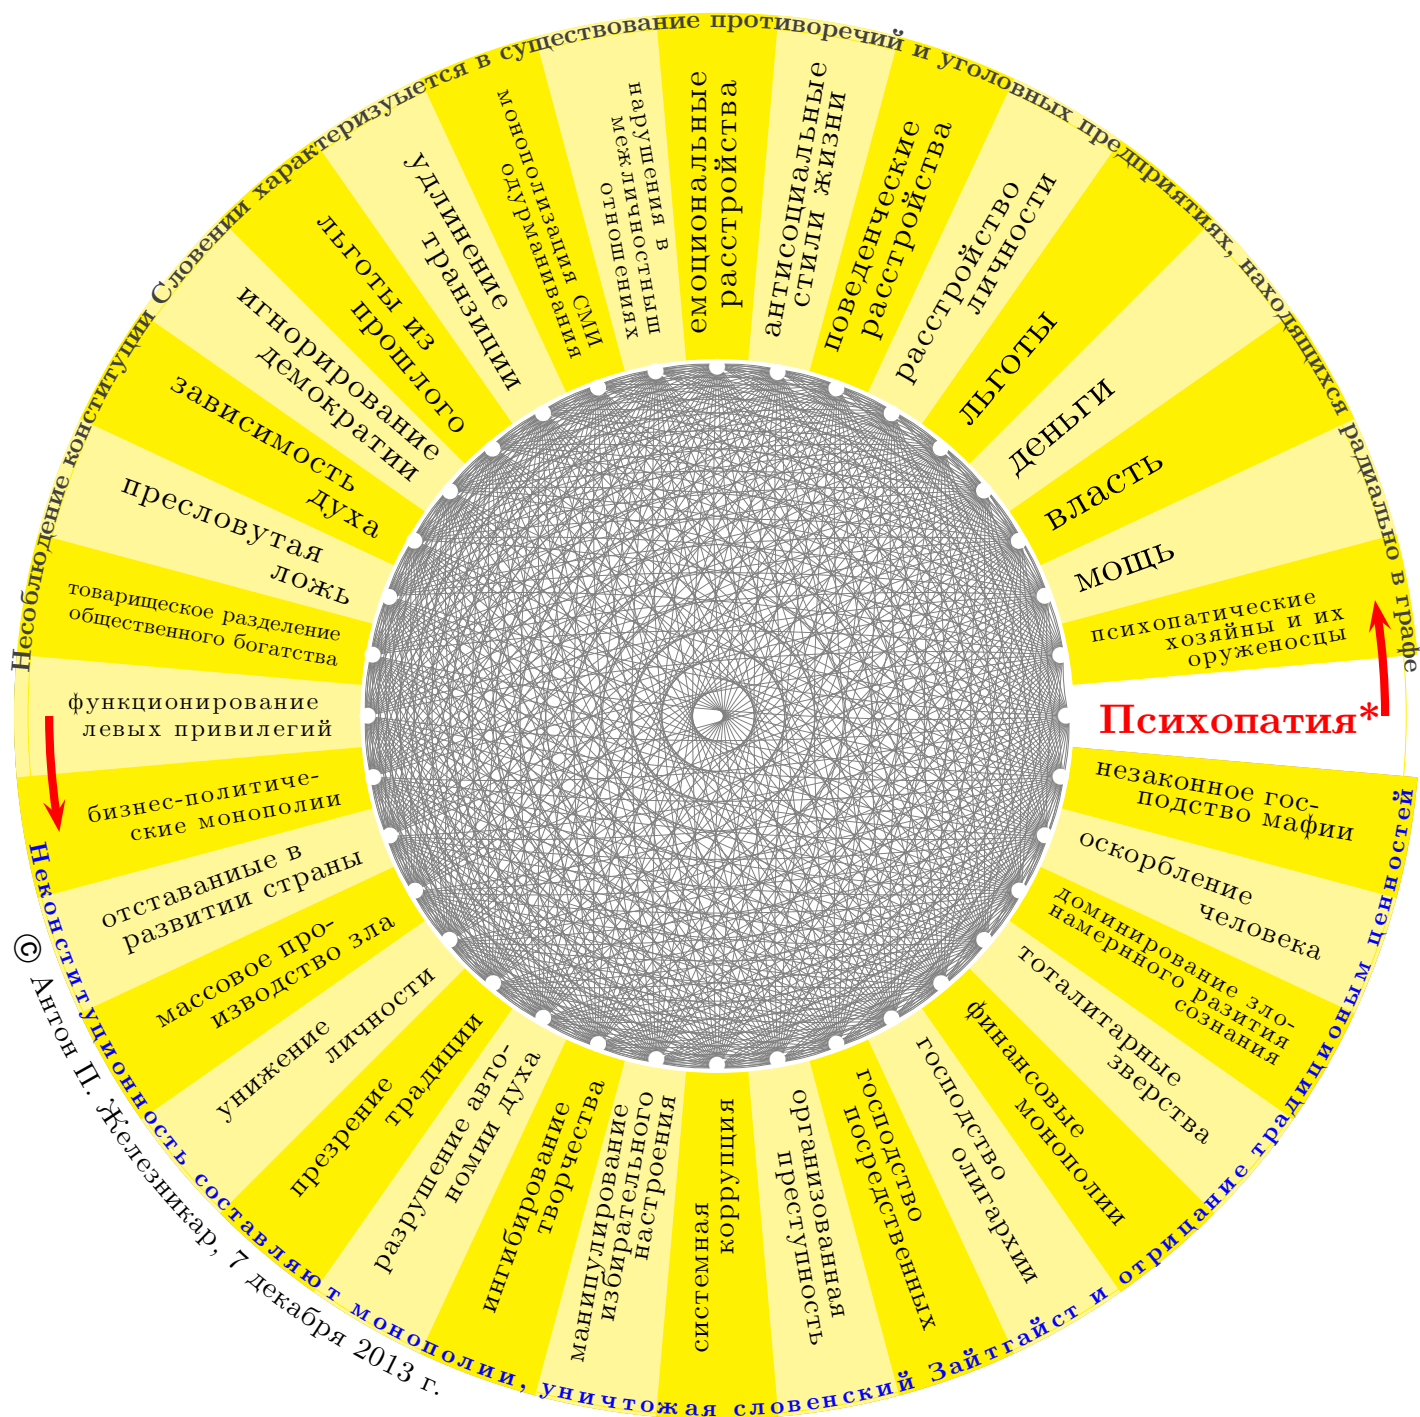 Несоблюдение конституции Словении характеризуыется в существование противоречий и уголовных предприятиях, находящихся радиально в графе
Психопатия*
психопатические
хозяйны и их
оруженосцы
мощь
власть
деньги
льготы
расстройство
личности
поведенческие
расстройства
антисоциальные
стили жизни
емоциональные
расстройства
нарушения в
межличностныш
отношениях
монополизация СМИ
одурманивания
удлинение
транзиции
льготы из
прошлого
игнорирование
демократии
зависимость
духа
пресловутая
ложь
товарищеское разделение
общественного богатства
функционирование
левых привилегий
бизнес-политиче-
ские монополии
отставаниые в
развитии страны
массовое про-
изводство зла
унижение
личности
презрение
традиции
разрушение авто-
номии духа
ингибирование
творчества
манипулирование
избирательного
настроения
системная
коррупция
организованная
преступность
господство
посредственных
господство
олигархии
финансовые
монополии
тоталитарные
зверства
доминирование зло-
намернного разития
сознания
оскорбление
человека
незаконное гос-
подство мафии
Неконституционность составляют монополии, уничтожая словенский Зайтгайст и отрицание традиционым ценностей
© Антон П. Железникар, 7 декабря 2013 г.